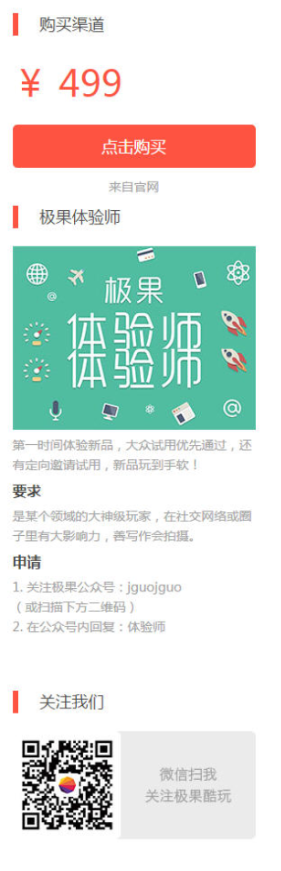 购买渠道
¥ 499
点击购买
来自官网
极果体验师
极果
体验师
体验师
第一时间体验新品，大众试用优先通过，还
有定向邀请试用，新品玩到手软！
要求
是某个领域的大神级玩家，在社交网络或圈
子里有大影响力，善写作会拍摄。
申请
1. 关注极果公众号：jguojguo
（或扫描下方二维码）
2. 在公众号内回复：体验师
关注我们
微信扫我
关注极果酷玩